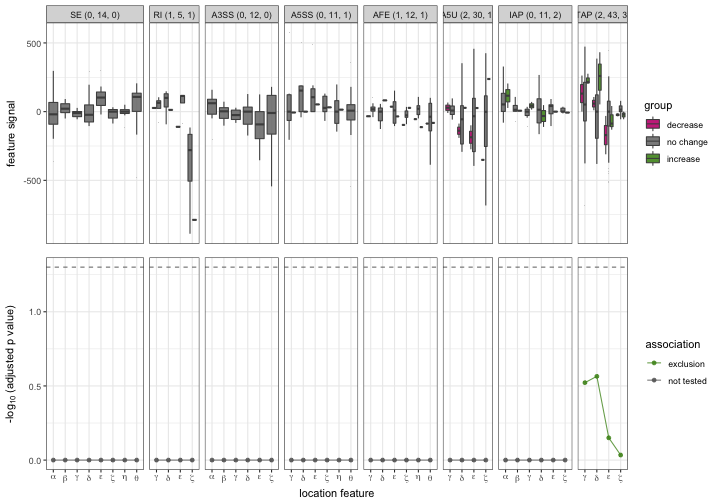 SE (0, 14, 0)
RI (1, 5, 1)
A3SS (0, 12, 0)
A5SS (0, 11, 1)
AFE (1, 12, 1)
A5U (2, 30, 1
IAP (0, 11, 2)
TAP (2, 43, 3
feature signal
500
0
-500
group
decrease
no change
increase
-log10 (adjusted p value)
1.0
0.5
0.0
association
exclusion
not tested
α β γ δ ε ζ η θ
γ δ ε ζ
α β γ δ ε ζ
α β γ δ ε ζ η θ
γ δ ε ζ η θ
γ δ ε ζ
α β γ δ ε ζ
γ δ ε ζ
location feature